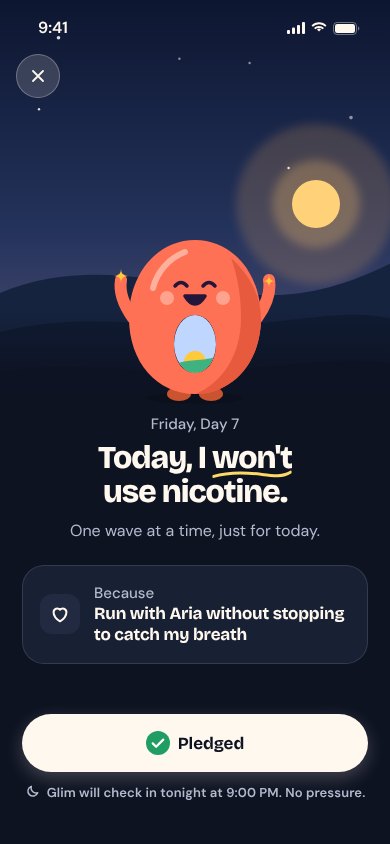 9:41
Friday, Day 7
Today, I won't
use nicotine.
One wave at a time, just for today.
Because
Run with Aria without stopping
to catch my breath
Pledged
Glim will check in tonight at 9:00 PM. No pressure.